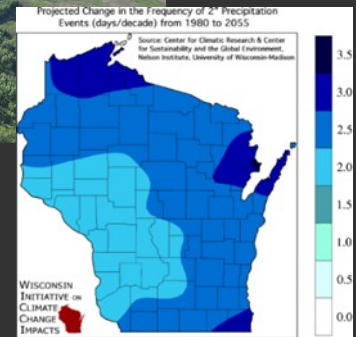 Projected Change in the Frequency of 2" Precipitation
Events (days/decade) from 1980 to 2055
Source: Center for Climatic Research & Center
for Sustainability and the Global Environment,
Nelson Institute, University of Wisconsin-Madison
3.5
3.0
3.0
2.0
1.5
1.0
0.5
0.0
WISCONSIN
INITIATIVE ON
CLIMATE
CHANGE
IMPACTS